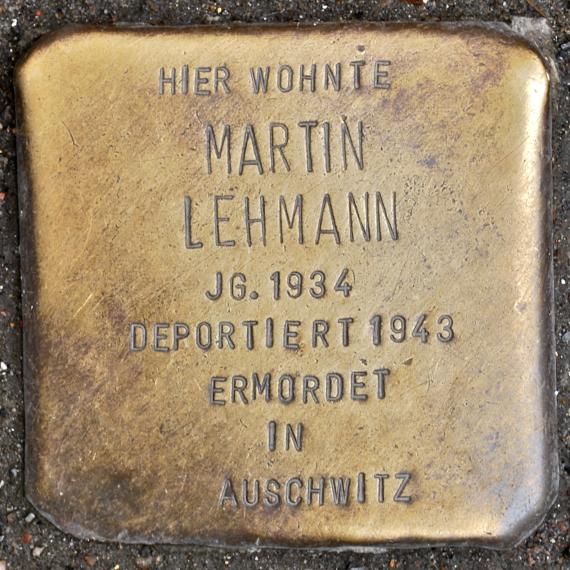 HIER WOHNTE
MARTIN
LEHMANN
JG. 1934
DEPORTIERT 1943
ERMORDET
IN
AUSCHWITZ